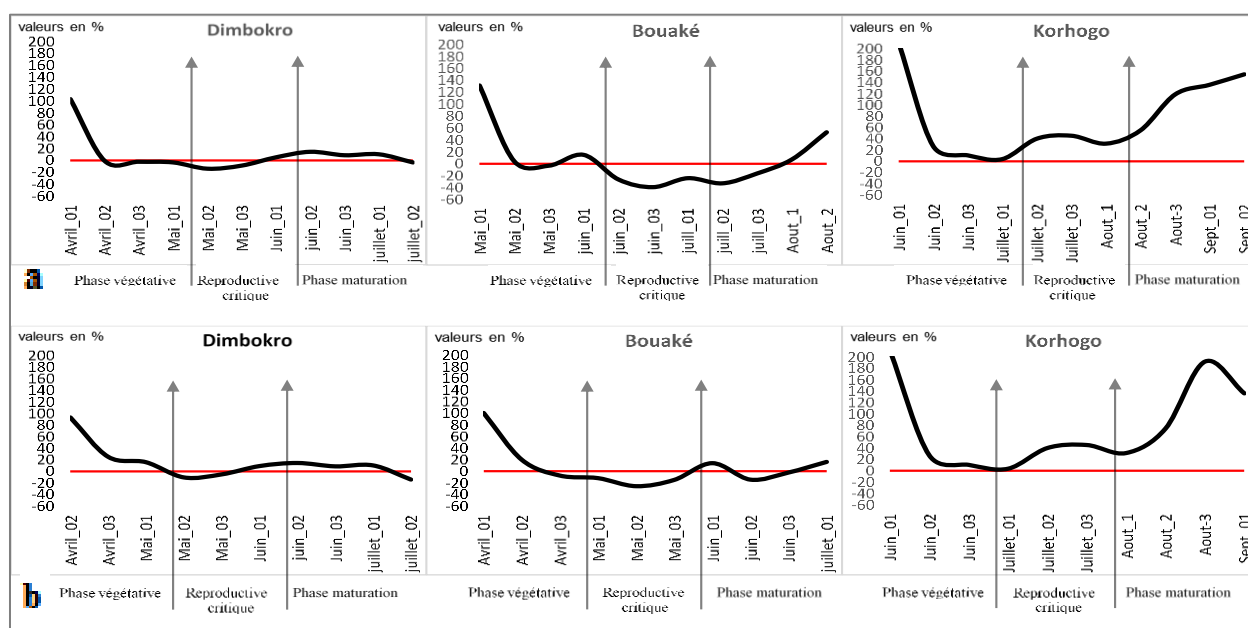 valeurs en %
Dimbokro
200
180
160
140
120
100
80
60
40
20
0
-20
-40
-60
Avril_01
Avril_02
Avril_03
Mai_01
Mai_02
Mai_03
Juin_01
juin_02
Juin_03
juillet_01
juillet_02
Phase végétative
Reproductive
critique
Phase maturation
valeurs en %
Bouaké
200
180
160
140
120
100
80
60
40
20
0
-20
-40
-60
Mai_01
Mai_02
Mai_03
juin_01
juin_02
juin_03
juill_01
juill_02
juill_03
Aout_1
Aout_2
Phase végétative
Reproductive
critique
Phase maturation
valeurs en %
Korhogo
200
180
160
140
120
100
80
60
40
20
0
-20
-40
-60
Juin_01
Juin_02
Juin_03
Juillet_01
Juillet_02
Juillet_03
Aout_1
Aout_2
Aout-3
Sept_01
Sept_02
Phase végétative
Reproductive
critique
Phase maturation
a
valeurs en %
Dimbokro
200
180
160
140
120
100
80
60
40
20
0
-20
-40
-60
Avril_02
Avril_03
Mai_01
Mai_02
Mai_03
Juin_01
juin_02
Juin_03
juillet_01
juillet_02
Phase végétative
Reproductive
critique
Phase maturation
valeurs en %
Bouaké
200
180
160
140
120
100
80
60
40
20
0
-20
-40
-60
Avril_01
Avril_02
Avril_03
Mai_01
Mai_02
Mai_03
Juin_01
juin_02
Juin_03
juillet_01
Phase végétative
Reproductive
critique
Phase maturation
valeurs en %
Korhogo
200
180
160
140
120
100
80
60
40
20
0
-20
-40
-60
Juin_01
Juin_02
Juin_03
Juillet_01
Juillet_02
Juillet_03
Aout_1
Aout_2
Aout-3
Sept_01
Phase végétative
Reproductive
critique
Phase maturation
b